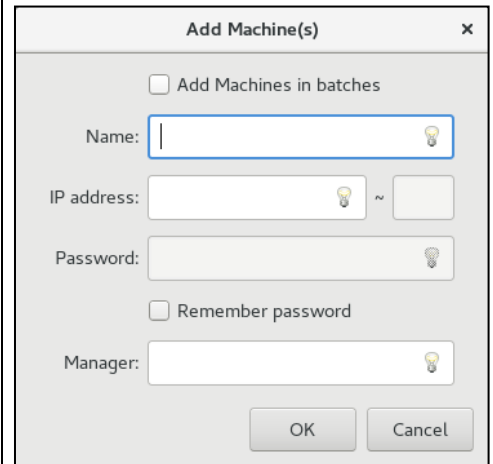 Add Machine(s) ×
Add Machines in batches
Name:
IP address: ~
Password:
Remember password
Manager:
OK Cancel